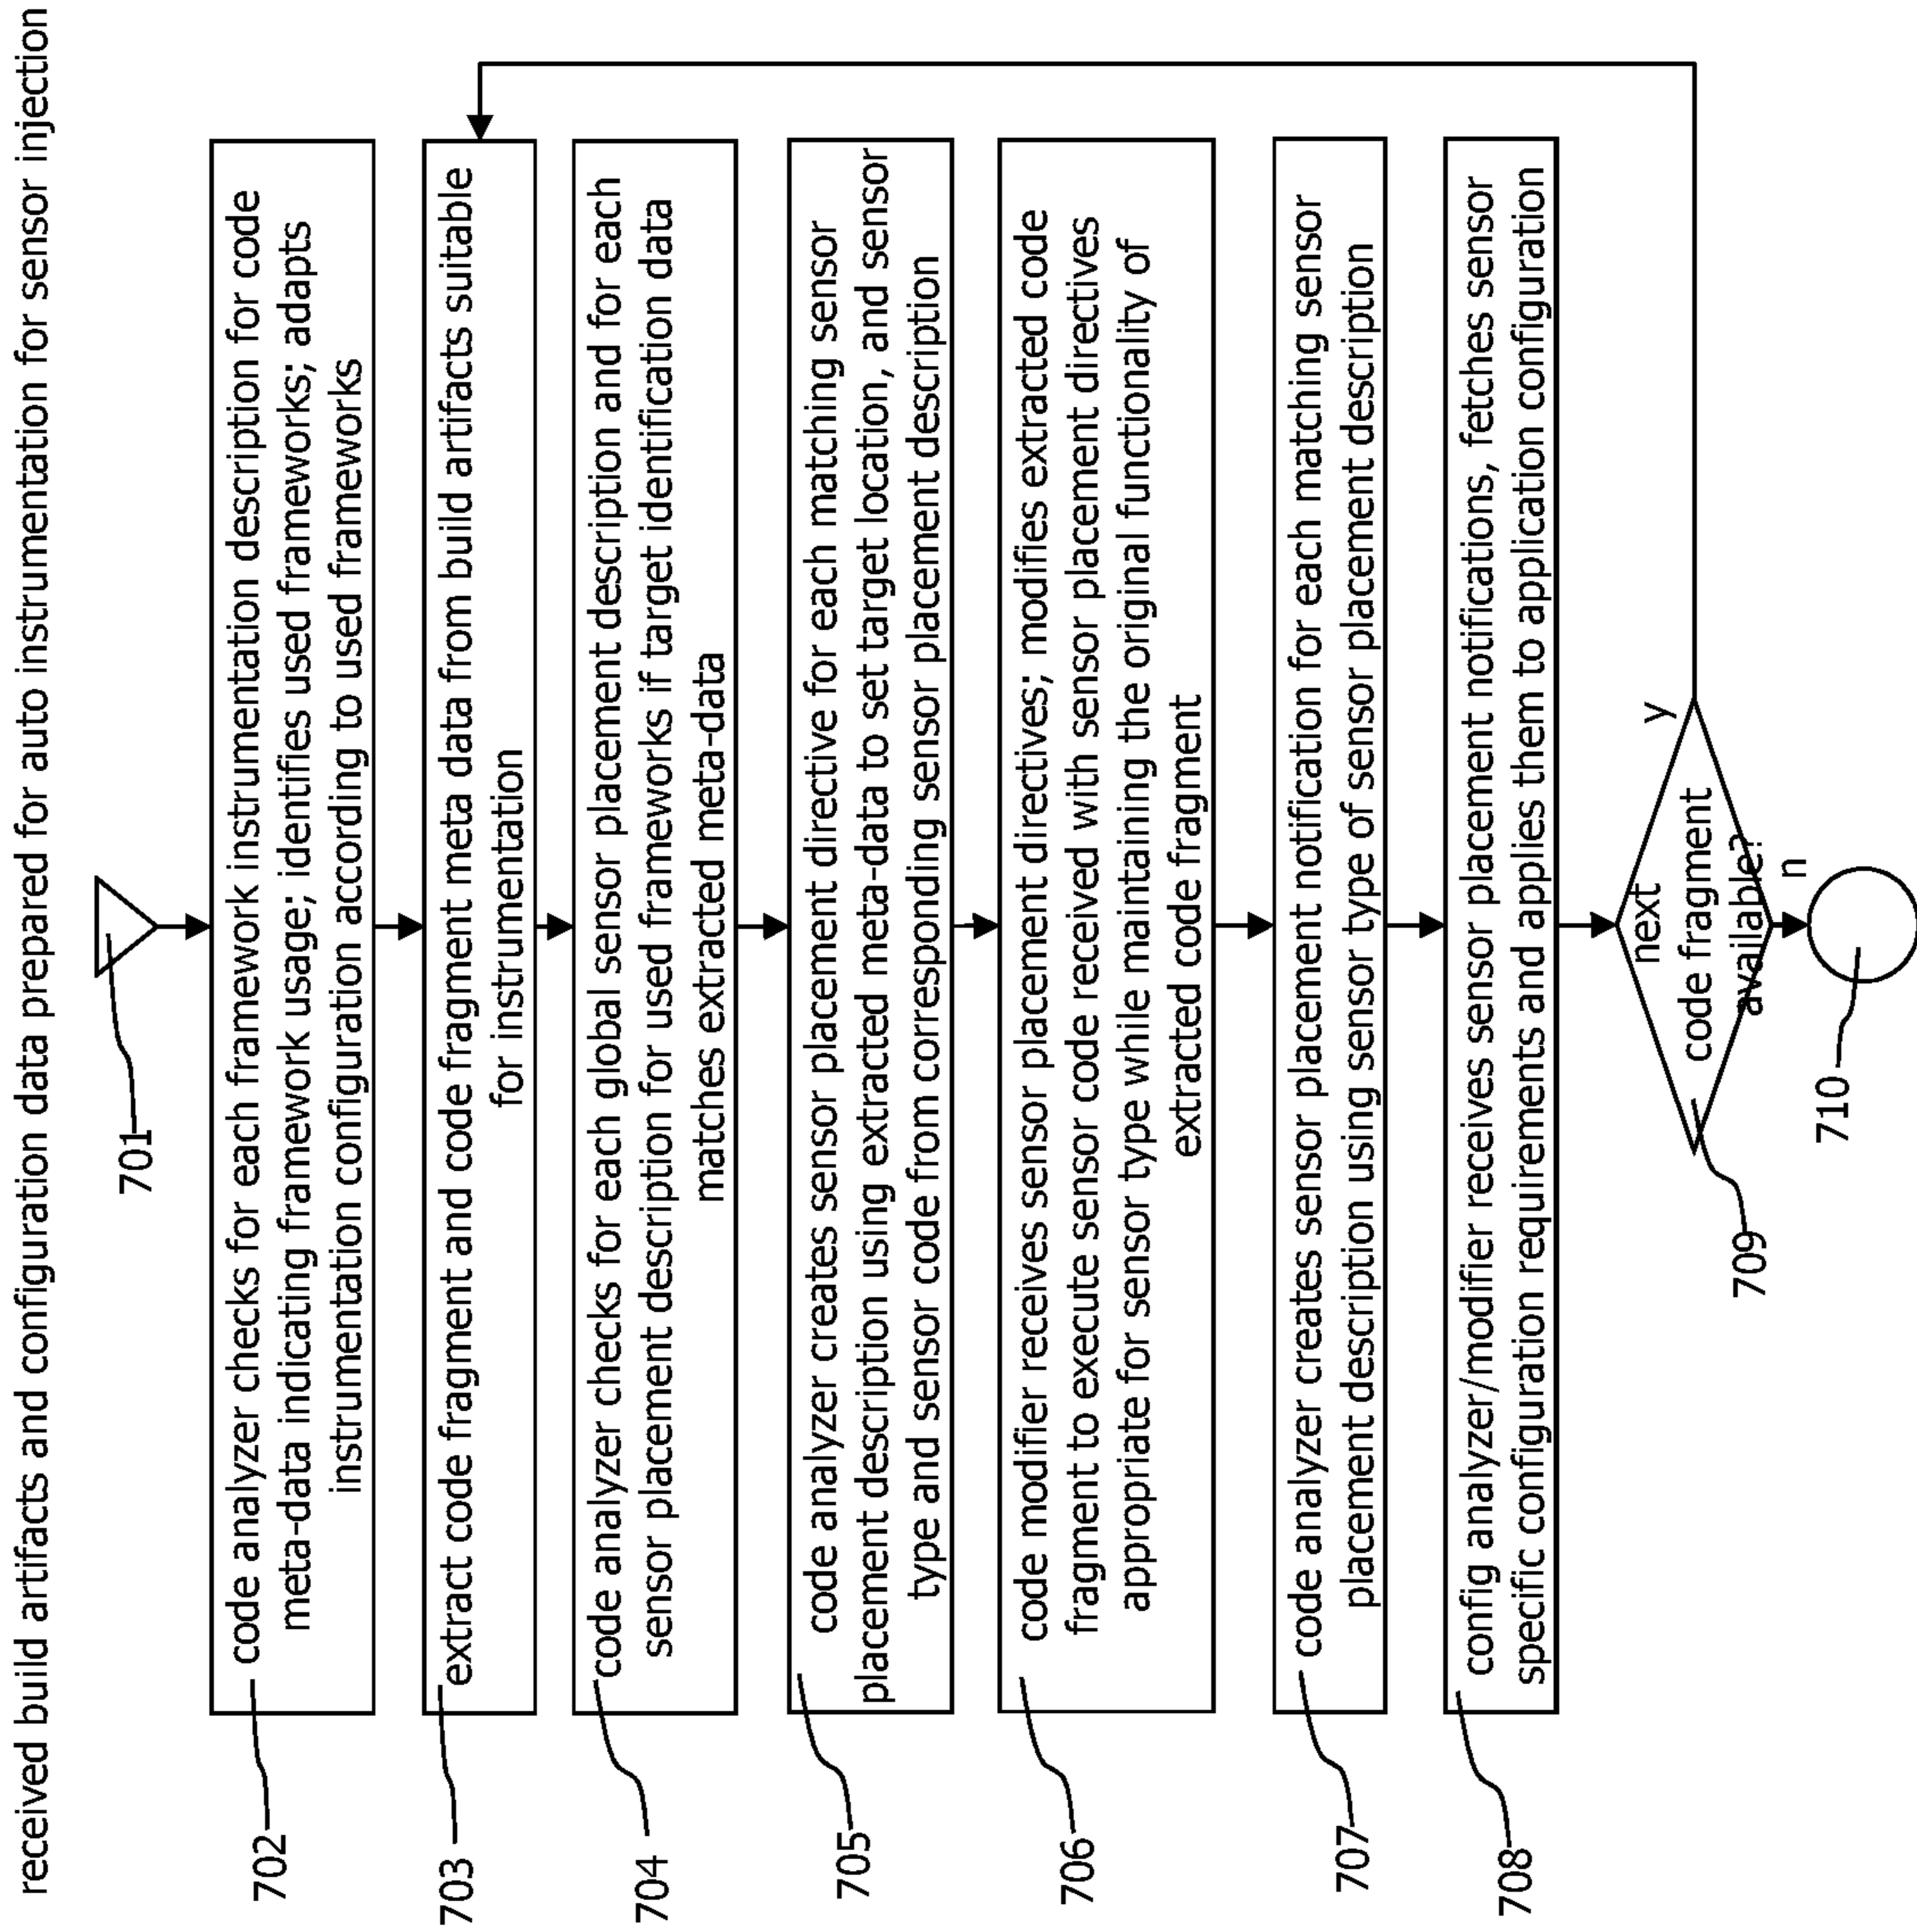 received build artifacts and configuration data prepared for auto instrumentation for sensor injection
701
702
code analyzer checks for each framework instrumentation description for code
meta-data indicating framework usage; identifies used frameworks; adapts
instrumentation configuration according to used frameworks
703
extract code fragment and code fragment meta data from build artifacts suitable
for instrumentation
704
code analyzer checks for each global sensor placement description and for each
sensor placement description for used frameworks if target identification data
matches extracted meta-data
705
code analyzer creates sensor placement directive for each matching sensor
placement description using extracted meta-data to set target location, and sensor
type and sensor code from corresponding sensor placement description
706
code modifier receives sensor placement directives; modifies extracted code
fragment to execute sensor code received with sensor placement directives
appropriate for sensor type while maintaining the original functionality of
extracted code fragment
707
code analyzer creates sensor placement notification for each matching sensor
placement description using sensor type of sensor placement description
708
config analyzer/modifier receives sensor placement notifications, fetches sensor
specific configuration requirements and applies them to application configuration
next
code fragment
available?
y
n
709
710